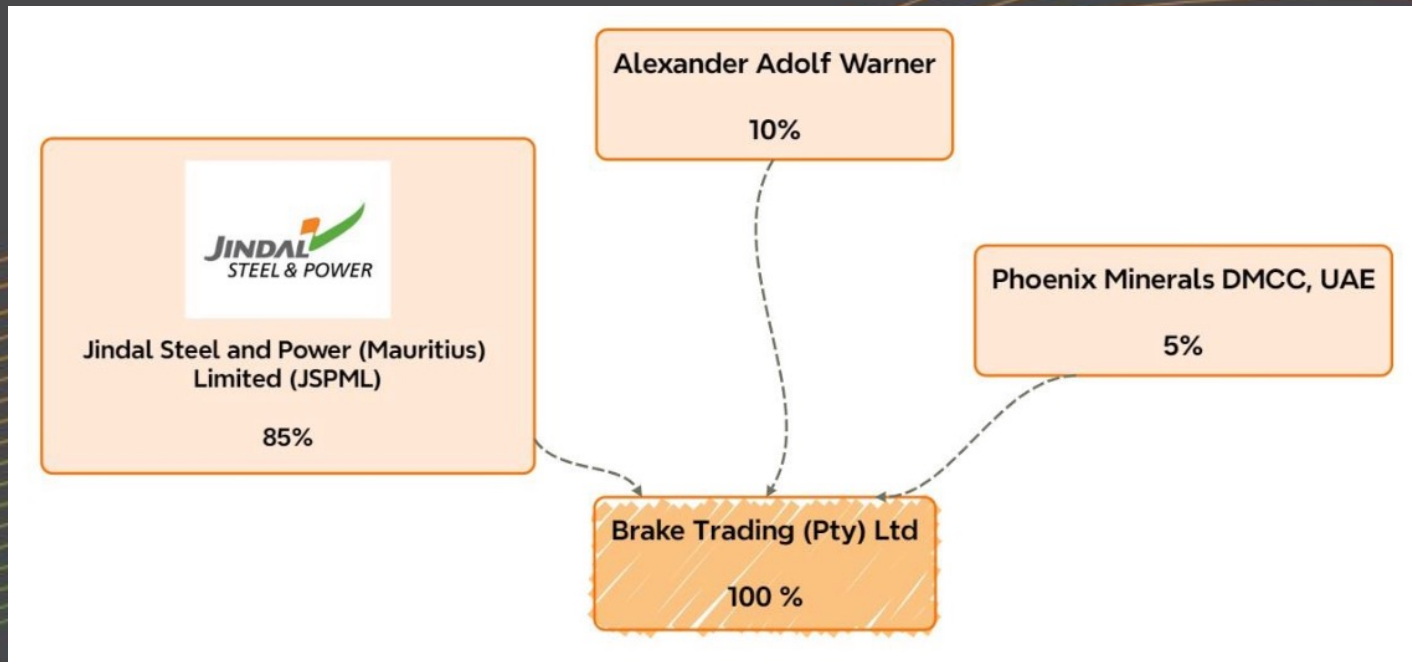 Alexander Adolf Warner
10%
JINDAL
STEEL & POWER
Jindal Steel and Power (Mauritius)
Limited (JSPML)
85%
Phoenix Minerals DMCC, UAE
5%
Brake Trading (Pty) Ltd
100 %